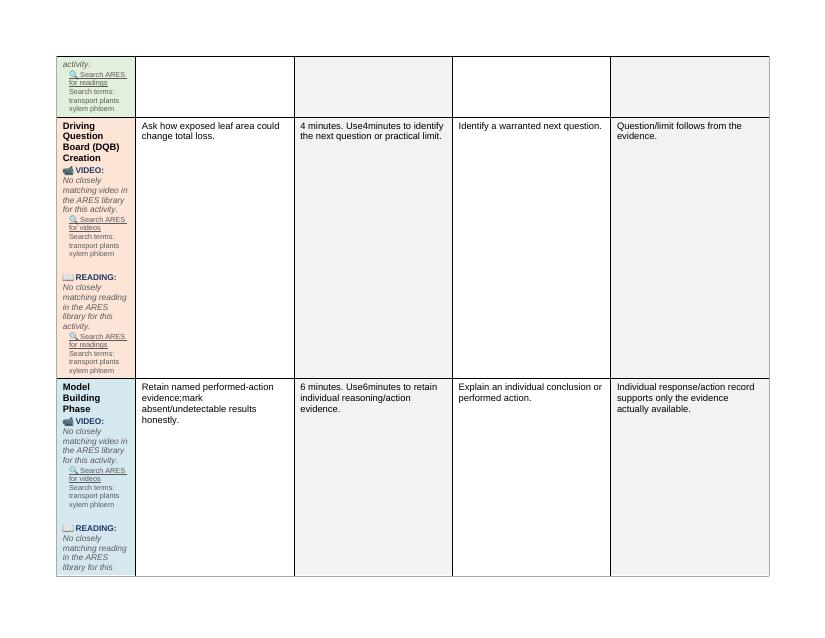 activity.
🔍 Search ARES
for readings
Search terms:
transport plants
xylem phloem
Driving
Question
Board (DQB)
Creation
📹 VIDEO:
No closely
matching video in
the ARES library
for this activity.
🔍 Search ARES
for videos
Search terms:
transport plants
xylem phloem
📖 READING:
No closely
matching reading
in the ARES
library for this
activity.
🔍 Search ARES
for readings
Search terms:
transport plants
xylem phloem
Ask how exposed leaf area could
change total loss.
4 minutes. Use4minutes to identify
the next question or practical limit.
Identify a warranted next question.
Question/limit follows from the
evidence.
Model
Building
Phase
📹 VIDEO:
No closely
matching video in
the ARES library
for this activity.
🔍 Search ARES
for videos
Search terms:
transport plants
xylem phloem
📖 READING:
No closely
matching reading
in the ARES
library for this
Retain named performed-action
evidence;mark
absent/undetectable results
honestly.
6 minutes. Use6minutes to retain
individual reasoning/action
evidence.
Explain an individual conclusion or
performed action.
Individual response/action record
supports only the evidence
actually available.